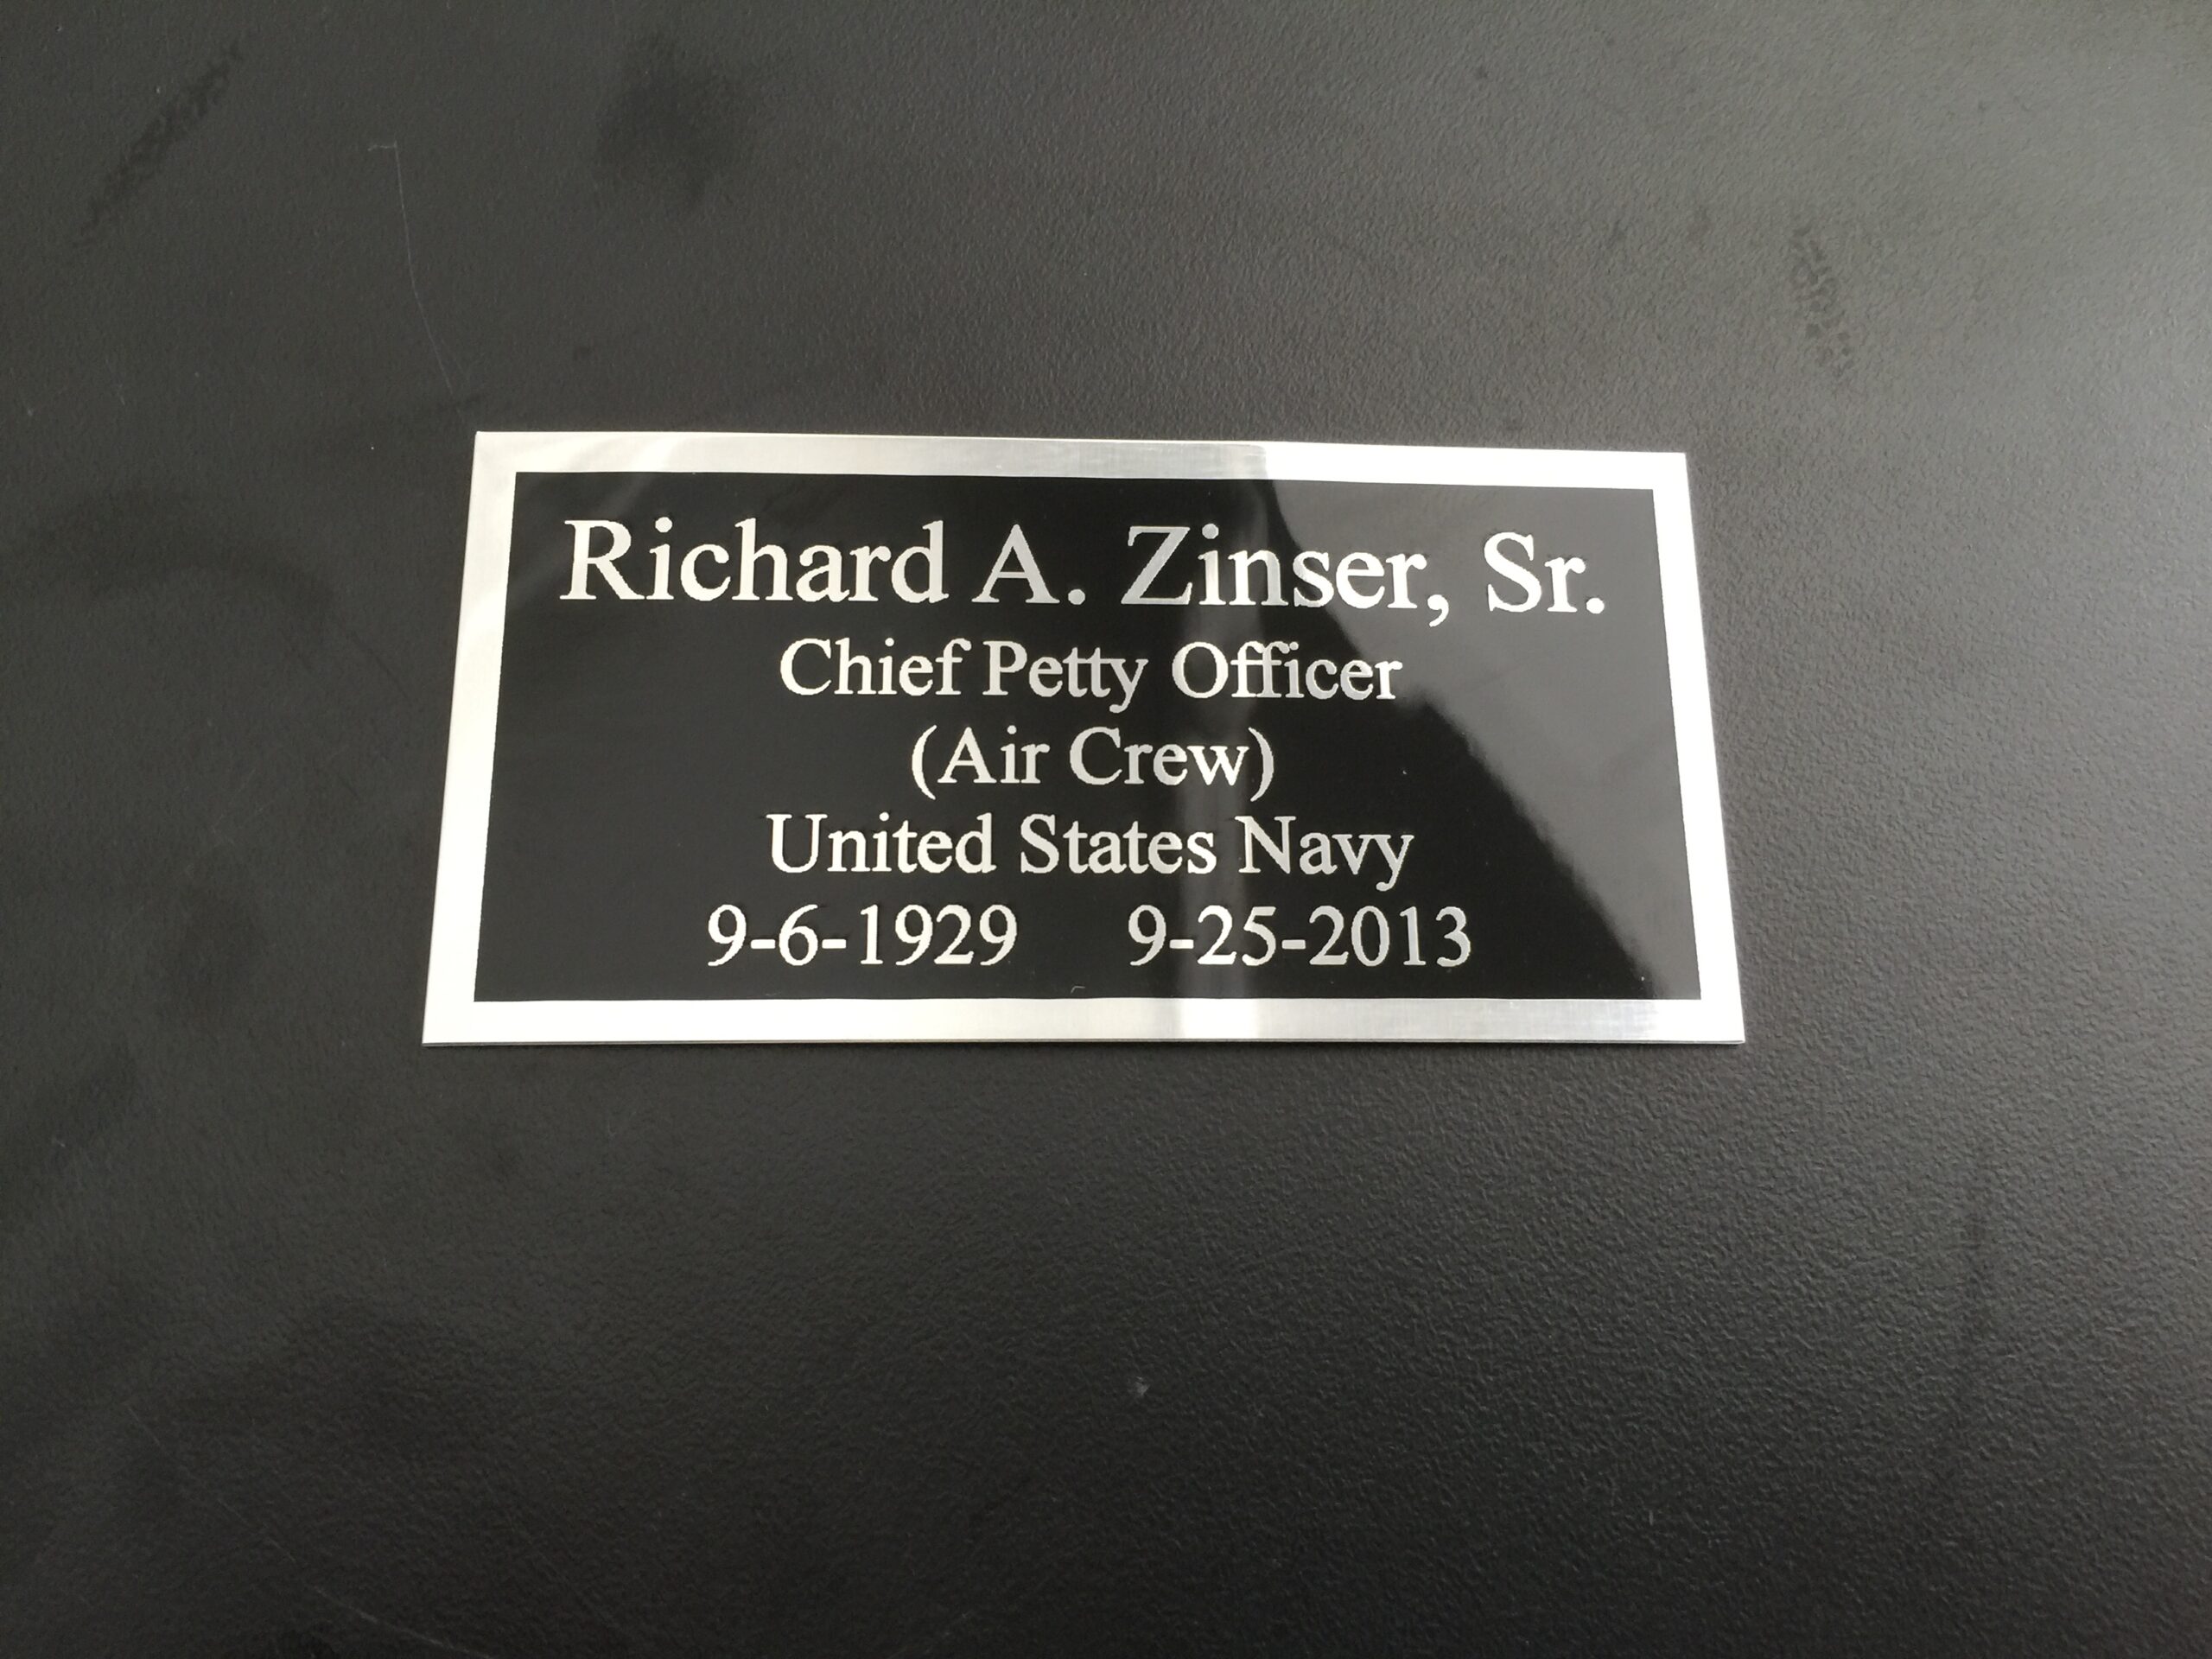 Richard A. Zinser, Sr.
Chief Petty Officer
(Air Crew)
United States Navy
9-6-1929 9-25-2013